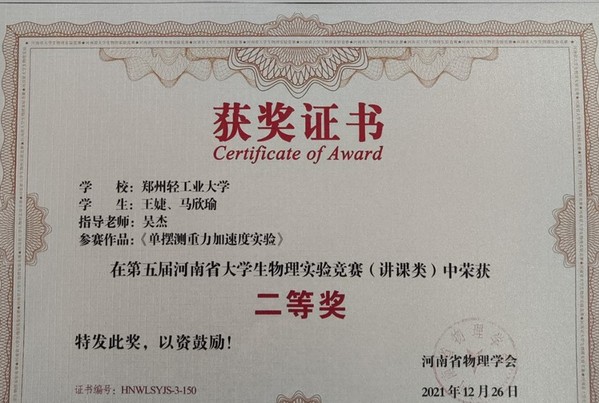 获奖证书
Certificate of Award
学　　校：郑州轻工业大学
学　　生：王婕、马欣瑜
指导老师：吴杰
参赛作品：《单摆测重力加速度实验》
在第五届河南省大学生物理实验竞赛（讲课类）中荣获
二等奖
特发此奖，以资鼓励！
河南省物理学会
证书编号：HNWLSYJS-3-150
2021年12月26日